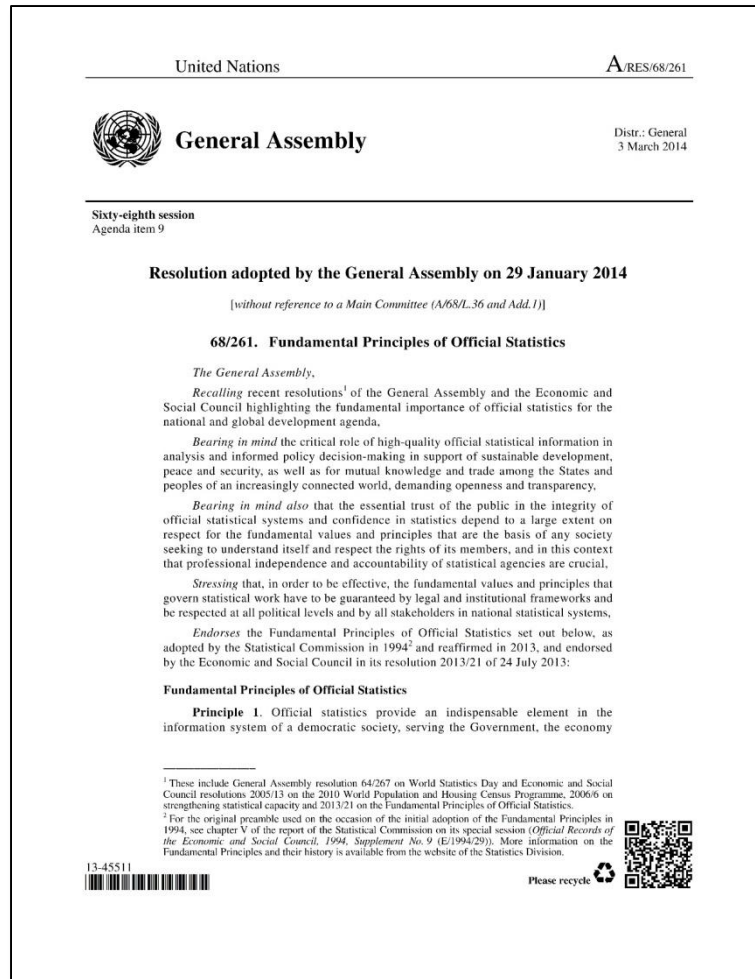 United Nations
A/RES/68/261
General Assembly
Distr.: General
3 March 2014
Sixty-eighth session
Agenda item 9
Resolution adopted by the General Assembly on 29 January 2014
[without reference to a Main Committee (A/68/L.36 and Add.1)]
68/261. Fundamental Principles of Official Statistics
The General Assembly,
Recalling recent resolutions1 of the General Assembly and the Economic and
Social Council highlighting the fundamental importance of official statistics for the
national and global development agenda,
Bearing in mind the critical role of high-quality official statistical information in
analysis and informed policy decision-making in support of sustainable development,
peace and security, as well as for mutual knowledge and trade among the States and
peoples of an increasingly connected world, demanding openness and transparency,
Bearing in mind also that the essential trust of the public in the integrity of
official statistical systems and confidence in statistics depend to a large extent on
respect for the fundamental values and principles that are the basis of any society
seeking to understand itself and respect the rights of its members, and in this context
that professional independence and accountability of statistical agencies are crucial,
Stressing that, in order to be effective, the fundamental values and principles that
govern statistical work have to be guaranteed by legal and institutional frameworks and
be respected at all political levels and by all stakeholders in national statistical systems,
Endorses the Fundamental Principles of Official Statistics set out below, as
adopted by the Statistical Commission in 19942 and reaffirmed in 2013, and endorsed
by the Economic and Social Council in its resolution 2013/21 of 24 July 2013:
Fundamental Principles of Official Statistics
Principle 1. Official statistics provide an indispensable element in the
information system of a democratic society, serving the Government, the economy
1 These include General Assembly resolution 64/267 on World Statistics Day and Economic and Social
Council resolutions 2005/13 on the 2010 World Population and Housing Census Programme, 2006/6 on
strengthening statistical capacity and 2013/21 on the Fundamental Principles of Official Statistics.
2 For the original preamble used on the occasion of the initial adoption of the Fundamental Principles in
1994, see chapter V of the report of the Statistical Commission on its special session (Official Records of
the Economic and Social Council, 1994, Supplement No. 9 (E/1994/29)). More information on the
Fundamental Principles and their history is available from the website of the Statistics Division.
13-45511
Please recycle